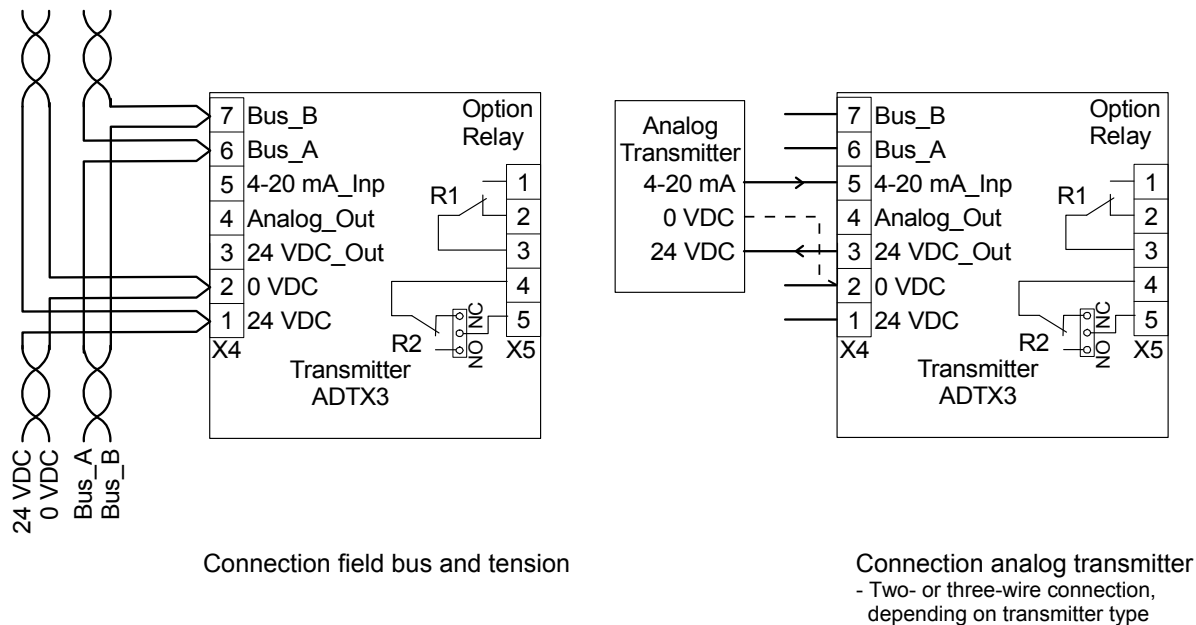 7 Bus_B
6 Bus_A
5 4-20 mA_Inp
4 Analog_Out
3 24 VDC_Out
2 0 VDC
1 24 VDC
X4
Option
Relay
R1
1
2
3
4
5
X5
R2
NO NC
Transmitter
ADTX3
24 VDC
0 VDC
Bus_A
Bus_B
Connection field bus and tension
Analog
Transmitter
4-20 mA
0 VDC
24 VDC
7 Bus_B
6 Bus_A
5 4-20 mA_Inp
4 Analog_Out
3 24 VDC_Out
2 0 VDC
1 24 VDC
X4
Option
Relay
R1
1
2
3
4
5
X5
R2
NO NC
Transmitter
ADTX3
Connection analog transmitter
- Two- or three-wire connection,
depending on transmitter type